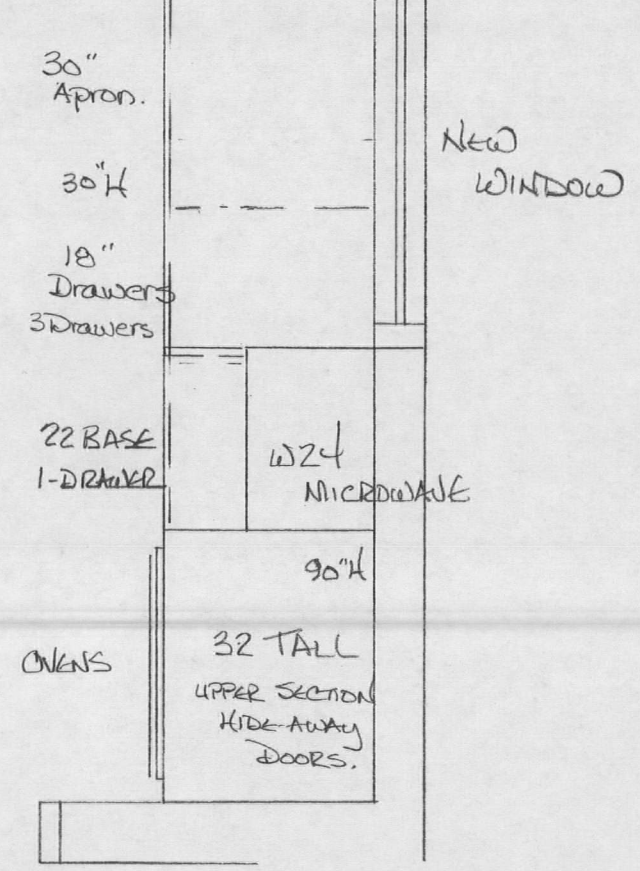 30"
Apron.
NEW
WINDOW
30"H
18"
Drawers
3 Drawers
22 BASE
1-DRAWER
W24
MICROWAVE
90"H
OVENS
32 TALL
UPPER SECTION
HIDE-AWAY
DOORS.